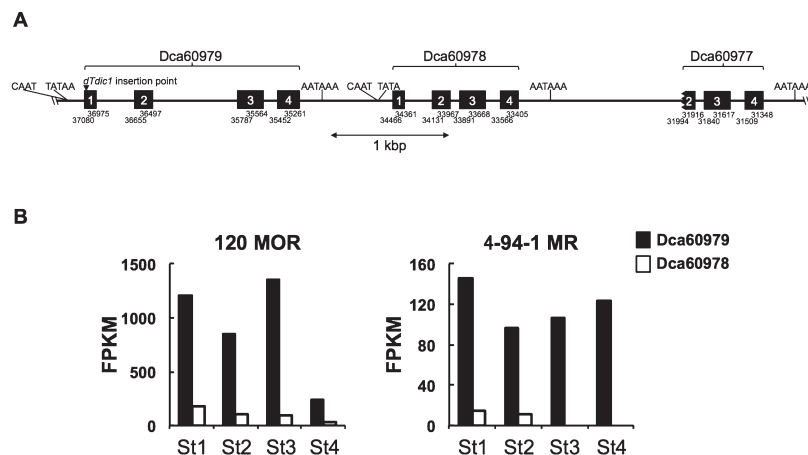 A
Dca60979 Dca60978 Dca60977
dTdic1 insertion point
CAAT TATAA AATAAA CAAT TATA AATAAA AATAAA
1 2 3 4 1 2 3 4 2 3 4
36975 36497 35564 35261 34361 33967 33668 33405 31916 31617 31348
37080 36655 35787 35452 34466 34131 33891 33566 31994 31840 31509
1 kbp
B
120 MOR 4-94-1 MR
Dca60979
Dca60978
FPKM
1500
1000
500
0
St1 St2 St3 St4
FPKM
160
120
80
40
0
St1 St2 St3 St4